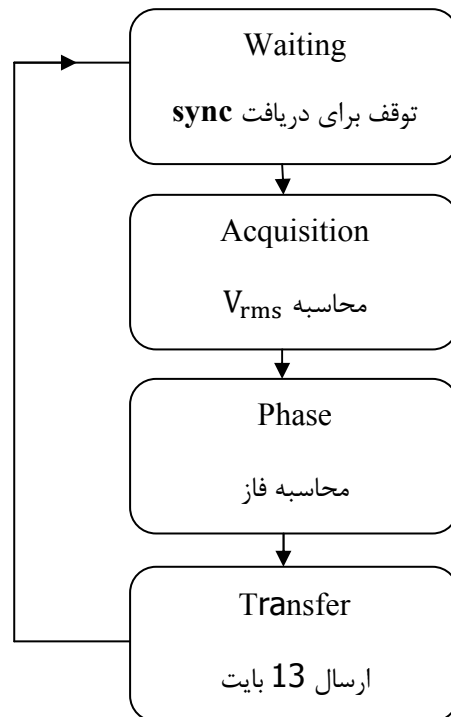 Waiting
توقف برای دریافت sync
Acquisition
محاسبه Vrms
Phase
محاسبه فاز
Transfer
ارسال 13 بایت